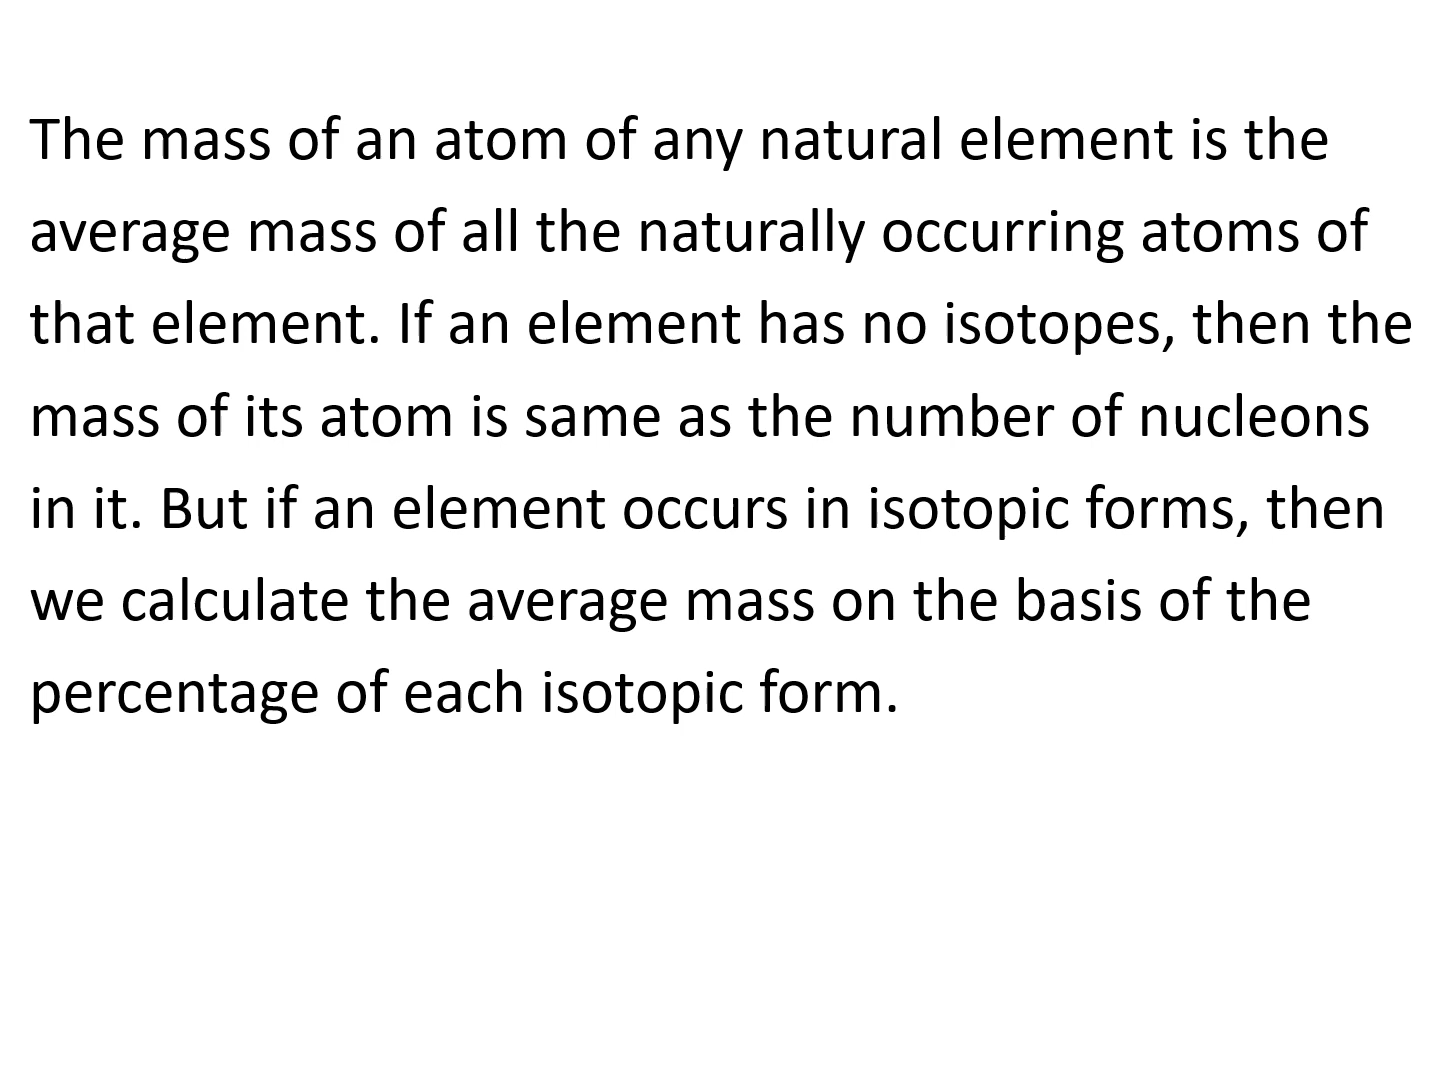 The mass of an atom of any natural element is the
average mass of all the naturally occurring atoms of
that element. If an element has no isotopes, then the
mass of its atom is same as the number of nucleons
in it. But if an element occurs in isotopic forms, then
we calculate the average mass on the basis of the
percentage of each isotopic form.